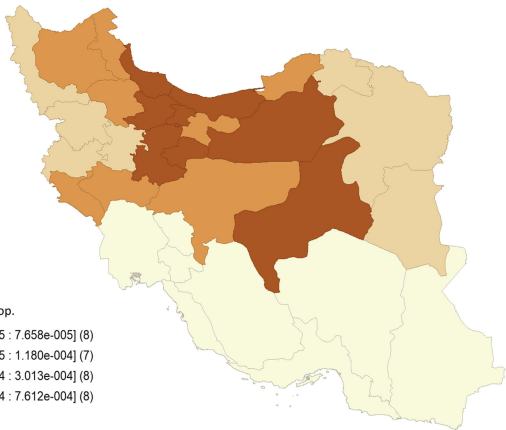 op.
5 : 7.658e-005] (8)
5 : 1.180e-004] (7)
4 : 3.013e-004] (8)
4 : 7.612e-004] (8)